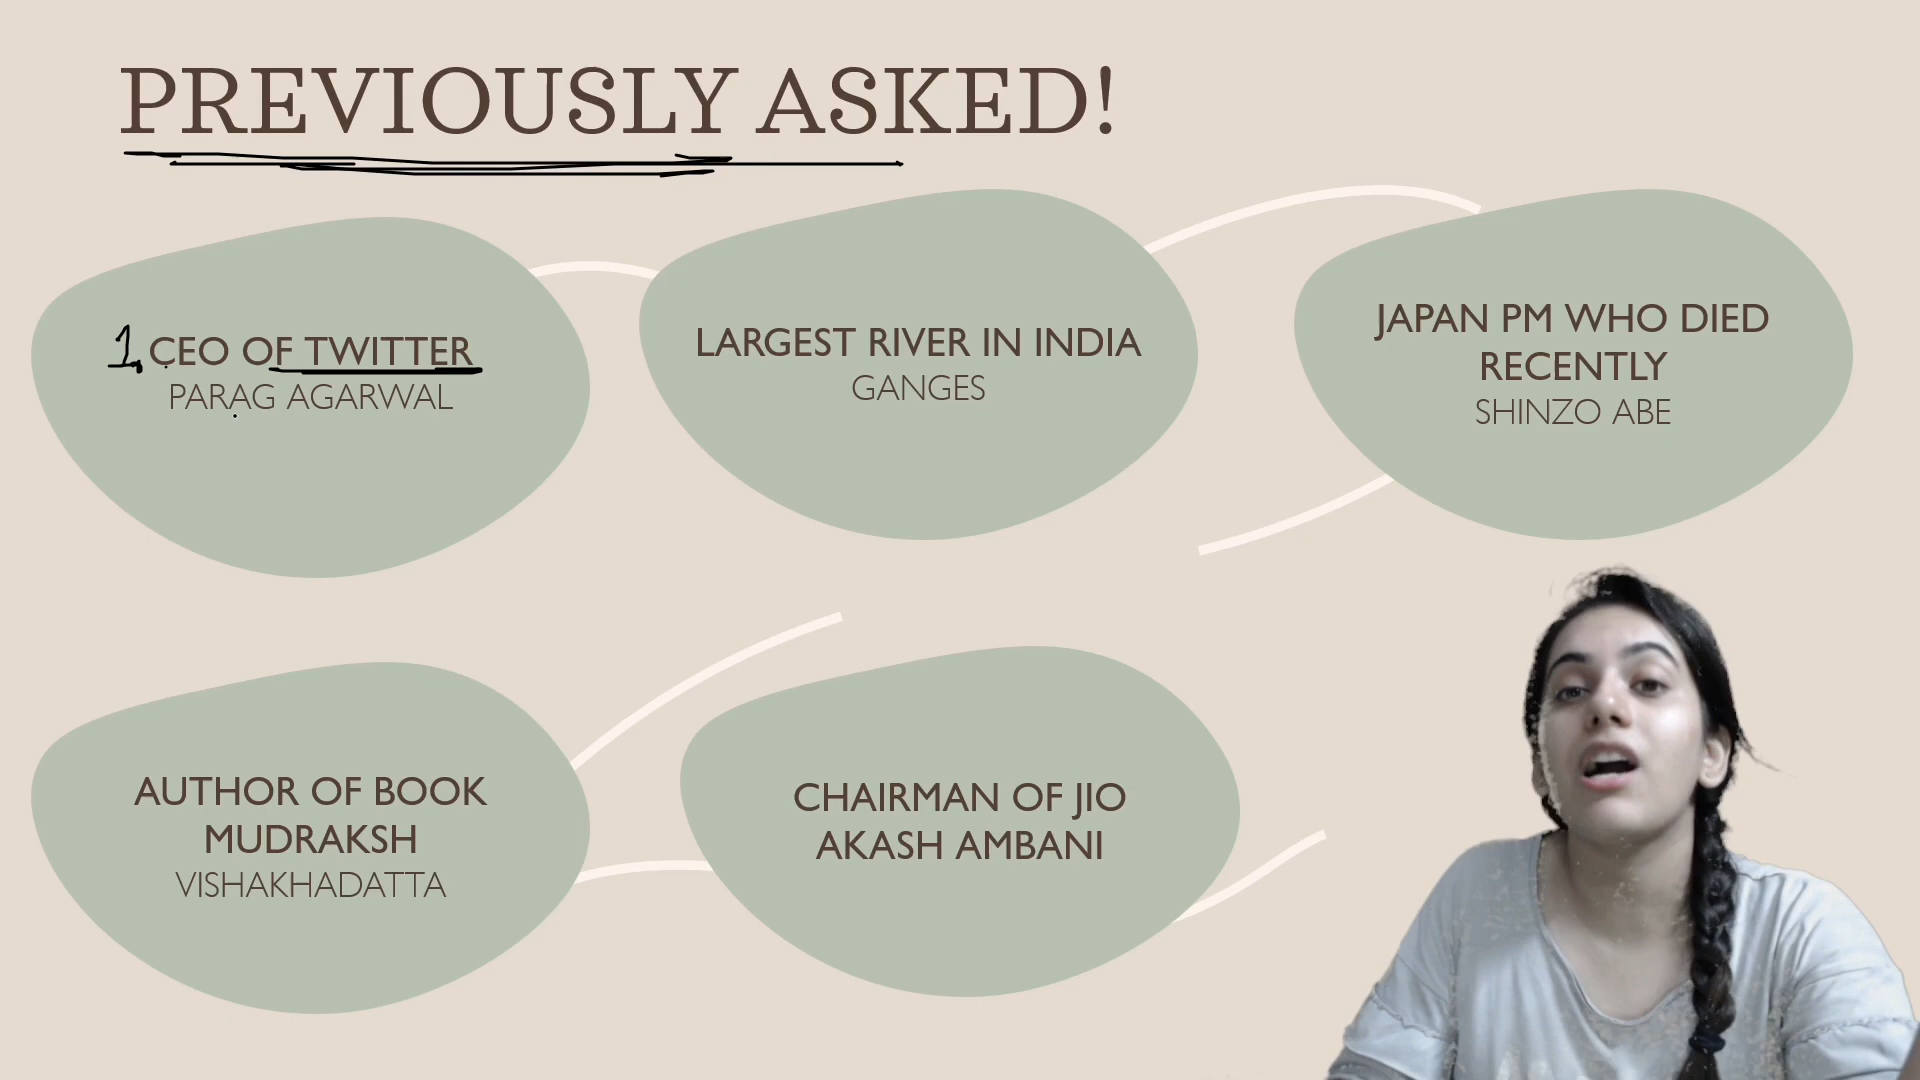 PREVIOUSLY ASKED!
1, CEO OF TWITTER
PARAG AGARWAL
LARGEST RIVER IN INDIA
GANGES
JAPAN PM WHO DIED
RECENTLY
SHINZO ABE
AUTHOR OF BOOK
MUDRAKSH
VISHAKHADATTA
CHAIRMAN OF JIO
AKASH AMBANI